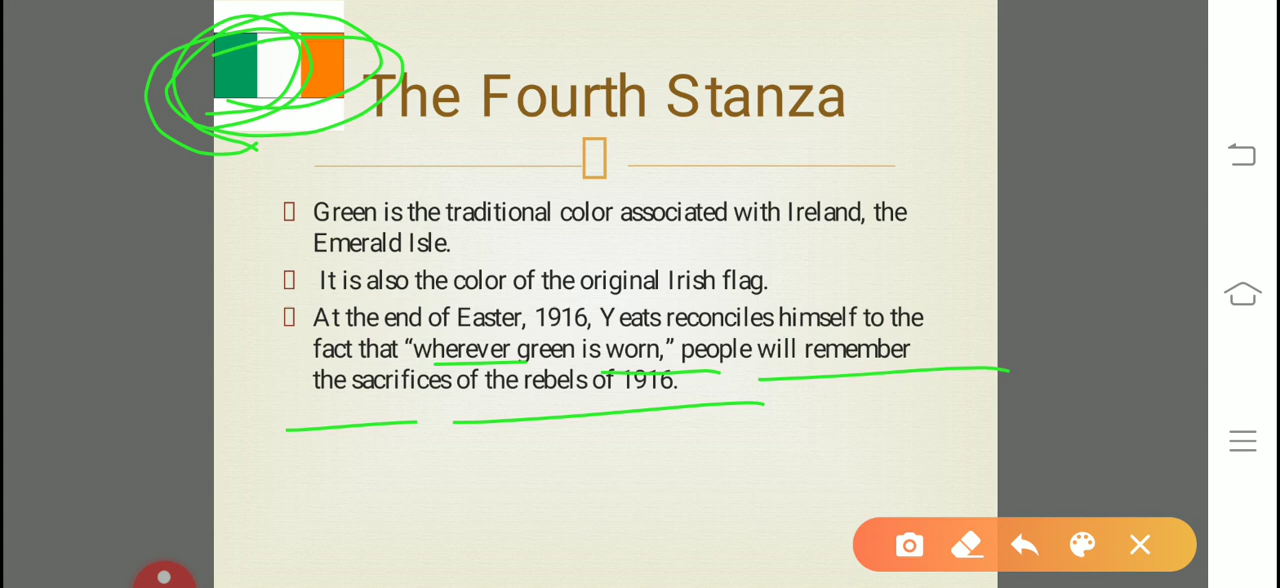 The Fourth Stanza
Green is the traditional color associated with Ireland, the
Emerald Isle.
It is also the color of the original Irish flag.
At the end of Easter, 1916, Yeats reconciles himself to the
fact that “wherever green is worn,” people will remember
the sacrifices of the rebels of 1916.